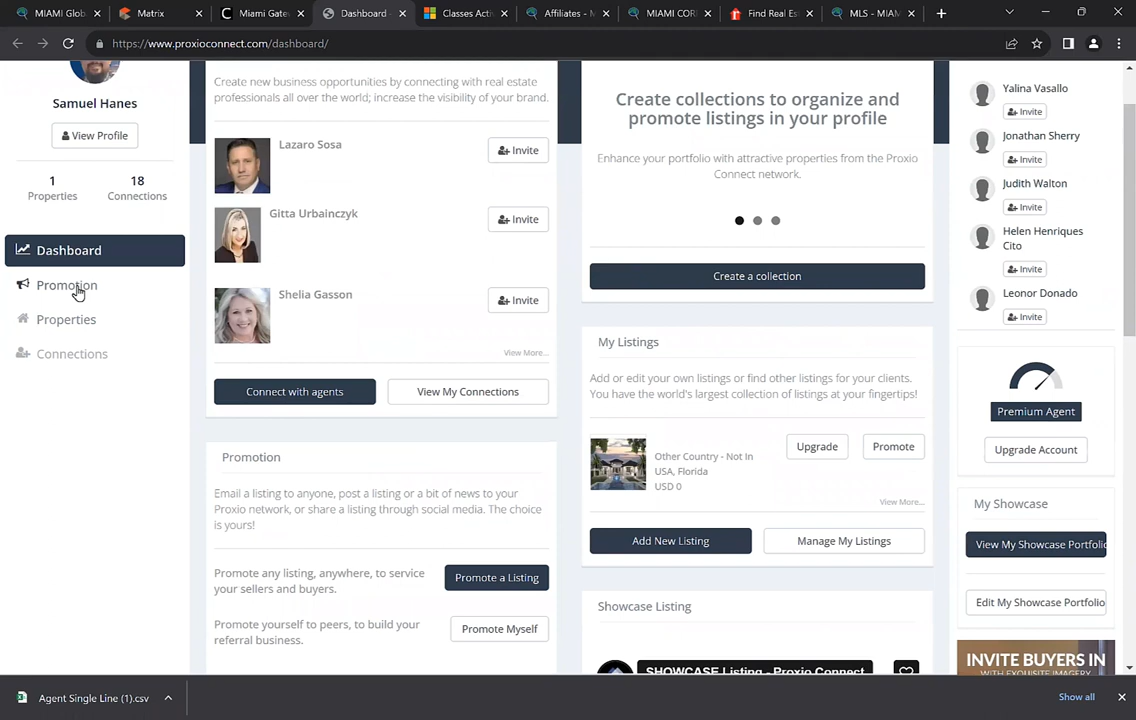 MIAMI Glob
Matrix
Miami Gate
Dashboard
Classes Acti
Affiliates - M
MIAMI COR
Find Real Es
MLS - MIAM
https://www.proxioconnect.com/dashboard/
Samuel Hanes
View Profile
1
18
Properties
Connections
Dashboard
Promotion
Properties
Connections
Create new business opportunities by connecting with real estate
professionals all over the world; increase the visibility of your brand.
Lazaro Sosa
Invite
Gitta Urbainczyk
Invite
Shelia Gasson
Invite
View More...
Connect with agents
View My Connections
Promotion
Email a listing to anyone, post a listing or a bit of news to your
Proxio network, or share a listing through social media. The choice
is yours!
Promote any listing, anywhere, to service
your sellers and buyers.
Promote a Listing
Promote yourself to peers, to build your
referral business.
Promote Myself
Create collections to organize and
promote listings in your profile
Enhance your portfolio with attractive properties from the Proxio
Connect network.
Create a collection
My Listings
Add or edit your own listings or find other listings for your clients.
You have the world's largest collection of listings at your fingertips!
Other Country - Not In
USA, Florida
USD 0
Upgrade
Promote
View More...
Add New Listing
Manage My Listings
Showcase Listing
SHOWCASE Listing - Proxio Connect
Yalina Vasallo
Invite
Jonathan Sherry
Invite
Judith Walton
Invite
Helen Henriques
Cito
Invite
Leonor Donado
Invite
Premium Agent
Upgrade Account
My Showcase
View My Showcase Portfolio
Edit My Showcase Portfolio
INVITE BUYERS IN
WITH EXQUISITE IMAGERY
Agent Single Line (1).csv
Show all